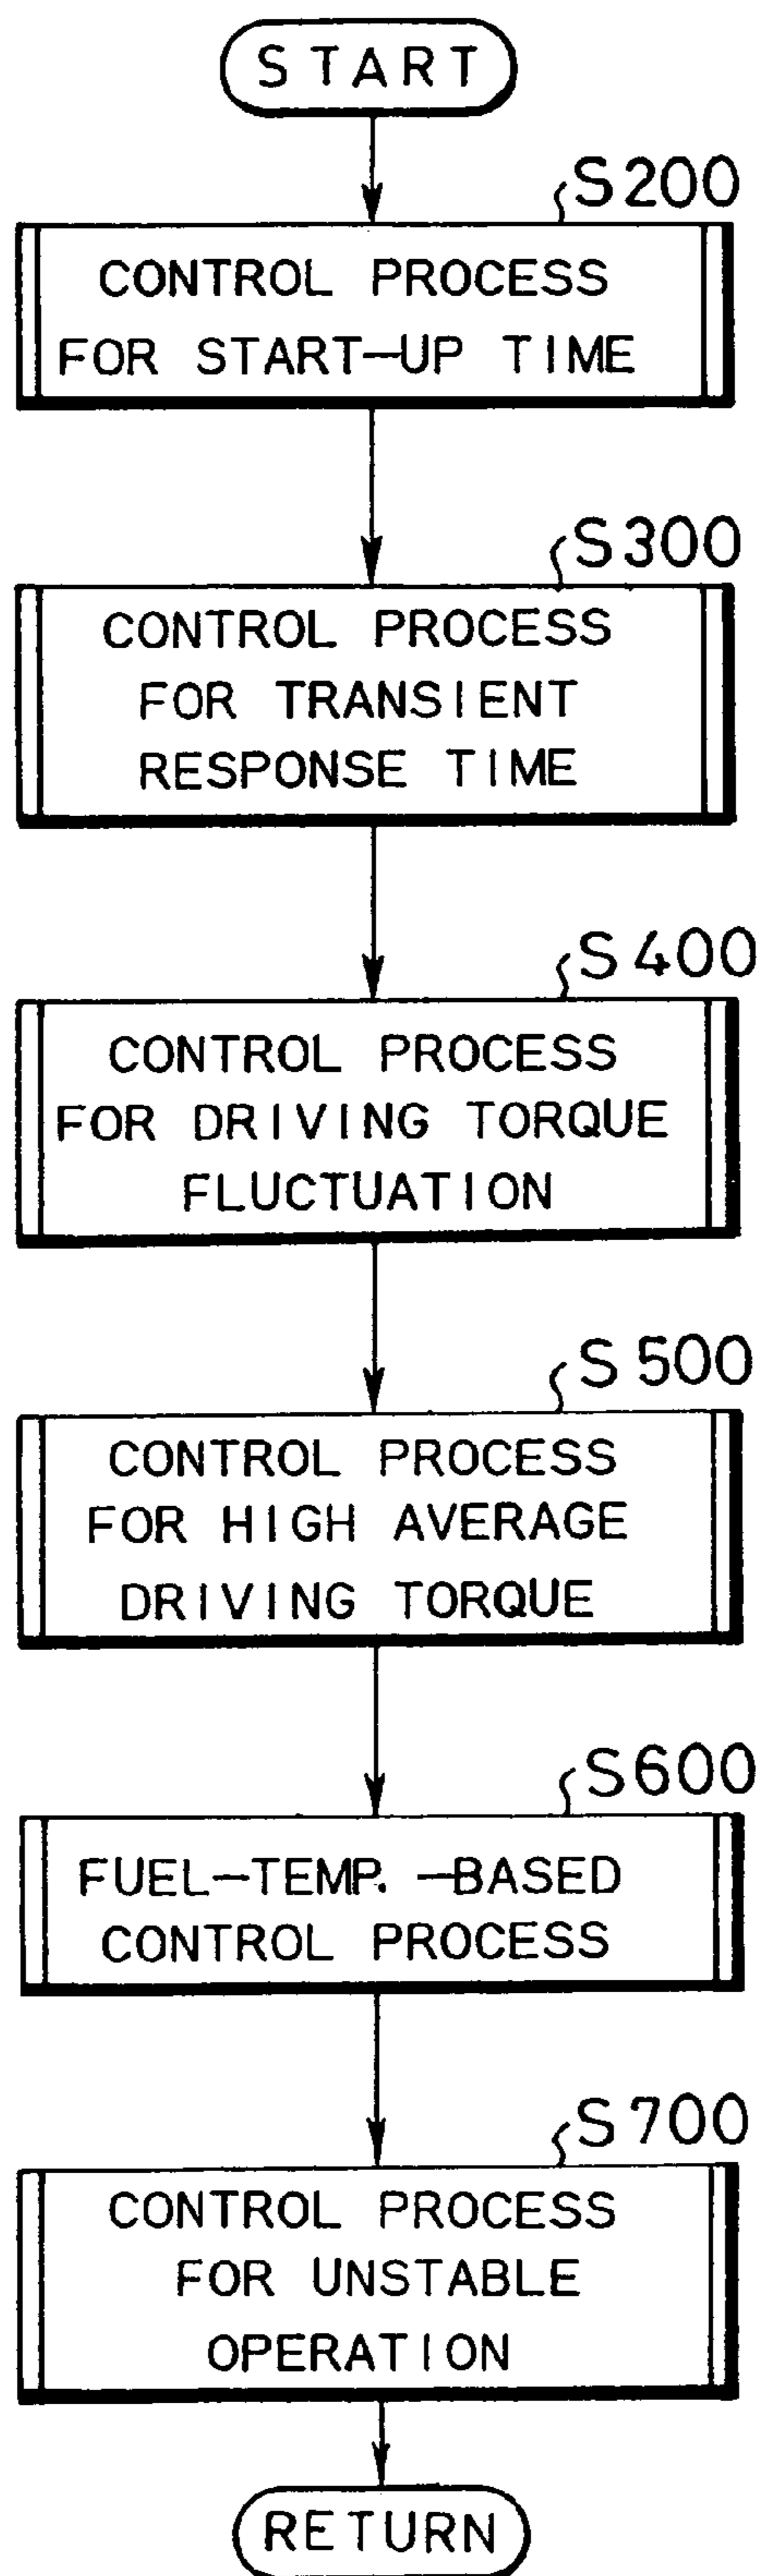 START
S200
CONTROL PROCESS
FOR START-UP TIME
S300
CONTROL PROCESS
FOR TRANSIENT
RESPONSE TIME
S400
CONTROL PROCESS
FOR DRIVING TORQUE
FLUCTUATION
S500
CONTROL PROCESS
FOR HIGH AVERAGE
DRIVING TORQUE
S600
FUEL-TEMP.-BASED
CONTROL PROCESS
S700
CONTROL PROCESS
FOR UNSTABLE
OPERATION
RETURN